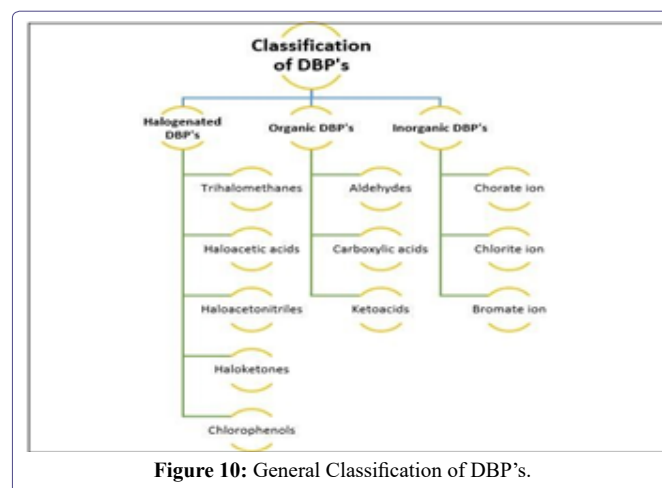 Classification
of DBP's
Halogenated
DBP's
Organic DBP's
Inorganic DBP's
Trihalomethanes
Aldehydes
Chorate ion
Haloacetic acids
Carboxylic acids
Chlorite ion
Haloacetonitriles
Ketoacids
Bromate ion
Haloketones
Chlorophenols
Figure 10: General Classification of DBP's.